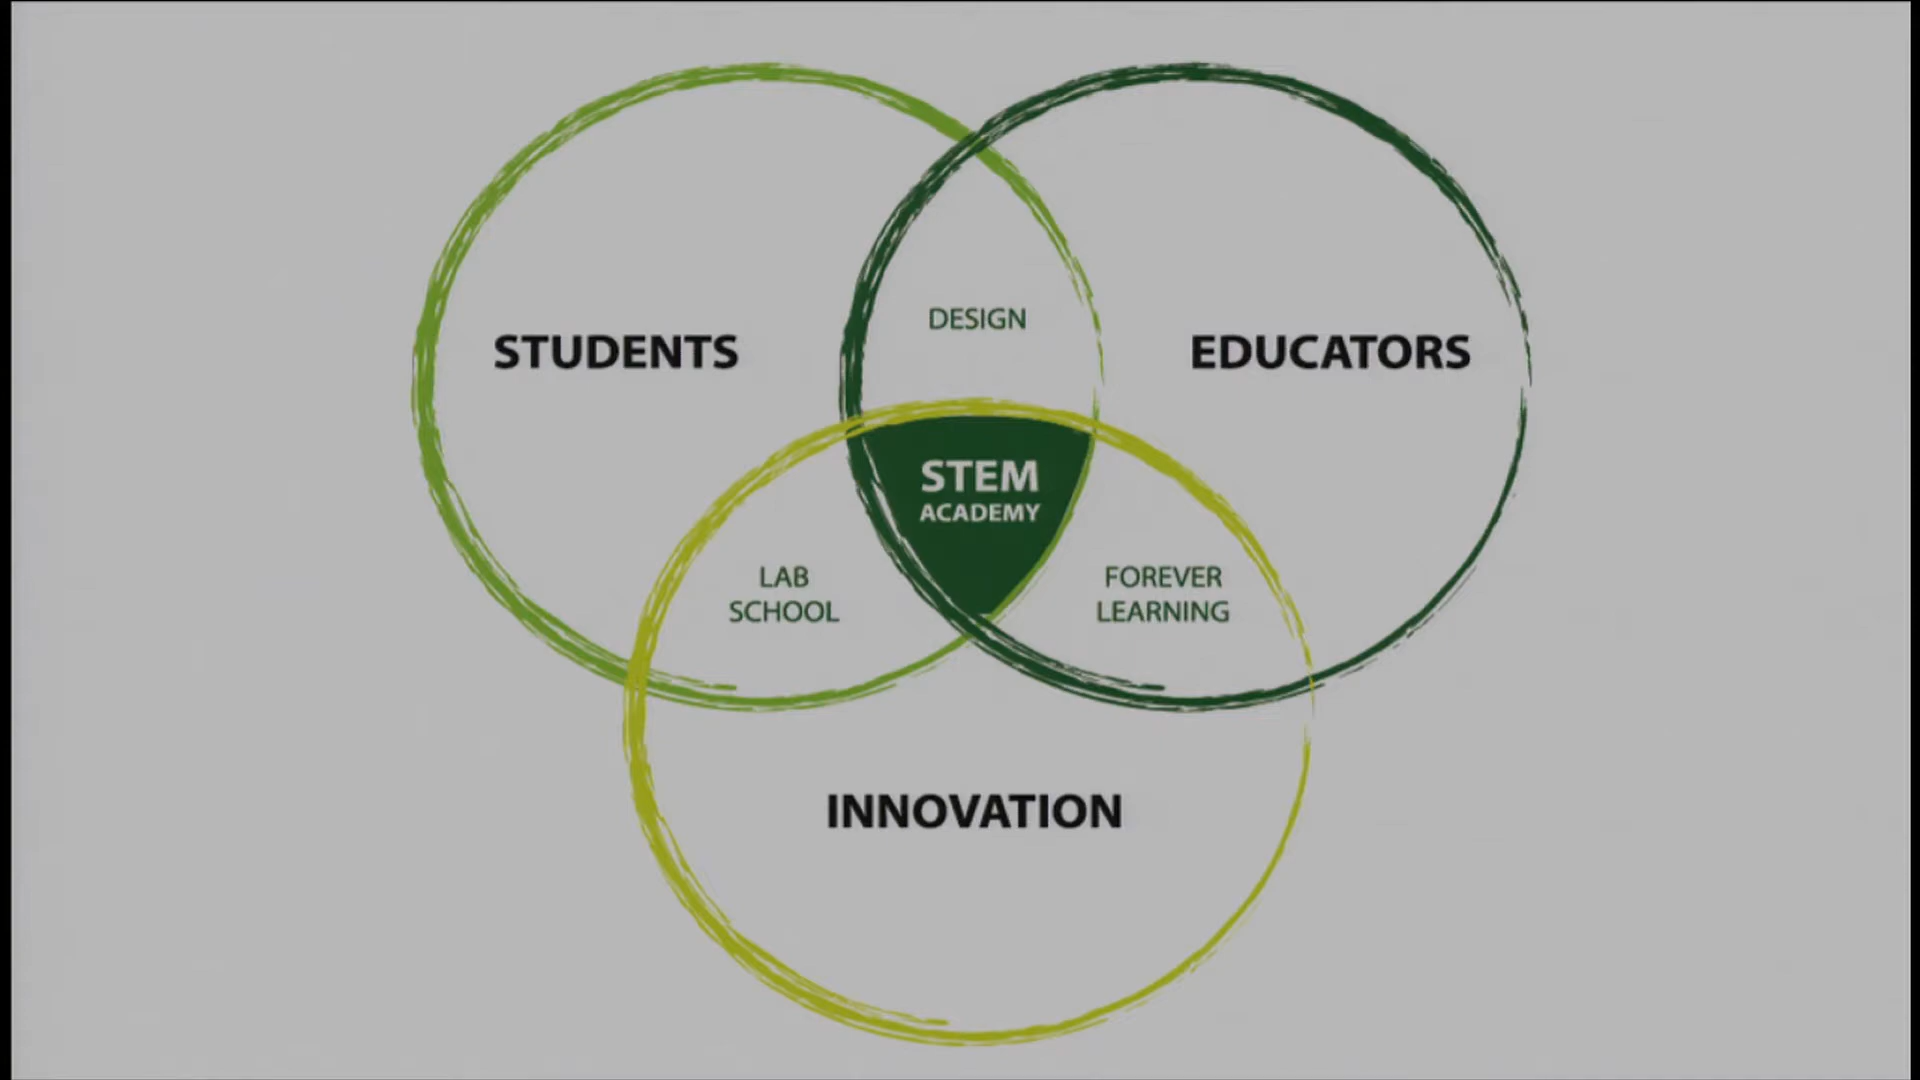 DESIGN
STUDENTS
EDUCATORS
STEM
ACADEMY
LAB
SCHOOL
FOREVER
LEARNING
INNOVATION